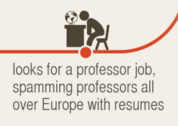 looks for a professor job,
spamming professors all
over Europe with resumes